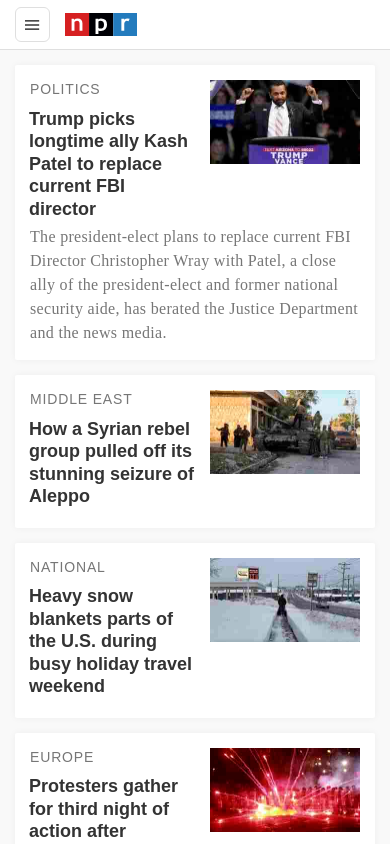 npr
POLITICS
Trump picks
longtime ally Kash
Patel to replace
current FBI
director
TRUMP
VANCE
The president-elect plans to replace current FBI
Director Christopher Wray with Patel, a close
ally of the president-elect and former national
security aide, has berated the Justice Department
and the news media.
MIDDLE EAST
How a Syrian rebel
group pulled off its
stunning seizure of
Aleppo
NATIONAL
Heavy snow
blankets parts of
the U.S. during
busy holiday travel
weekend
EUROPE
Protesters gather
for third night of
action after